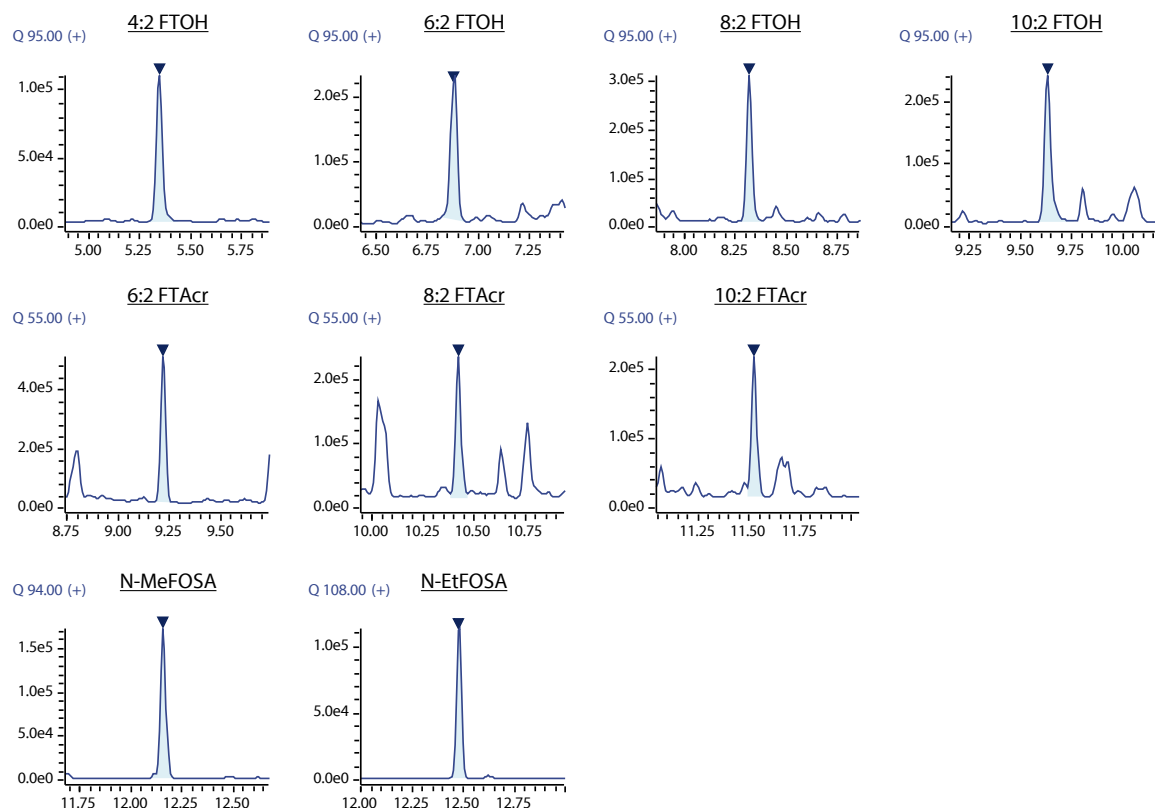 4:2 FTOH
Q 95.00 (+)
1.0e5
5.0e4
0.0e0
5.00 5.25 5.50 5.75
6:2 FTOH
Q 95.00 (+)
2.0e5
1.0e5
0.0e0
6.50 6.75 7.00 7.25
8:2 FTOH
Q 95.00 (+)
3.0e5
2.0e5
1.0e5
0.0e0
8.00 8.25 8.50 8.75
10:2 FTOH
Q 95.00 (+)
2.0e5
1.0e5
0.0e0
9.25 9.50 9.75 10.00
6:2 FTAcr
Q 55.00 (+)
4.0e5
2.0e5
0.0e0
8.75 9.00 9.25 9.50
8:2 FTAcr
Q 55.00 (+)
2.0e5
1.0e5
0.0e0
10.00 10.25 10.50 10.75
10:2 FTAcr
Q 55.00 (+)
2.0e5
1.0e5
0.0e0
11.25 11.50 11.75
N-MeFOSA
Q 94.00 (+)
1.5e5
1.0e5
5.0e4
0.0e0
11.75 12.00 12.25 12.50
N-EtFOSA
Q 108.00 (+)
1.0e5
5.0e4
0.0e0
12.00 12.25 12.50 12.75